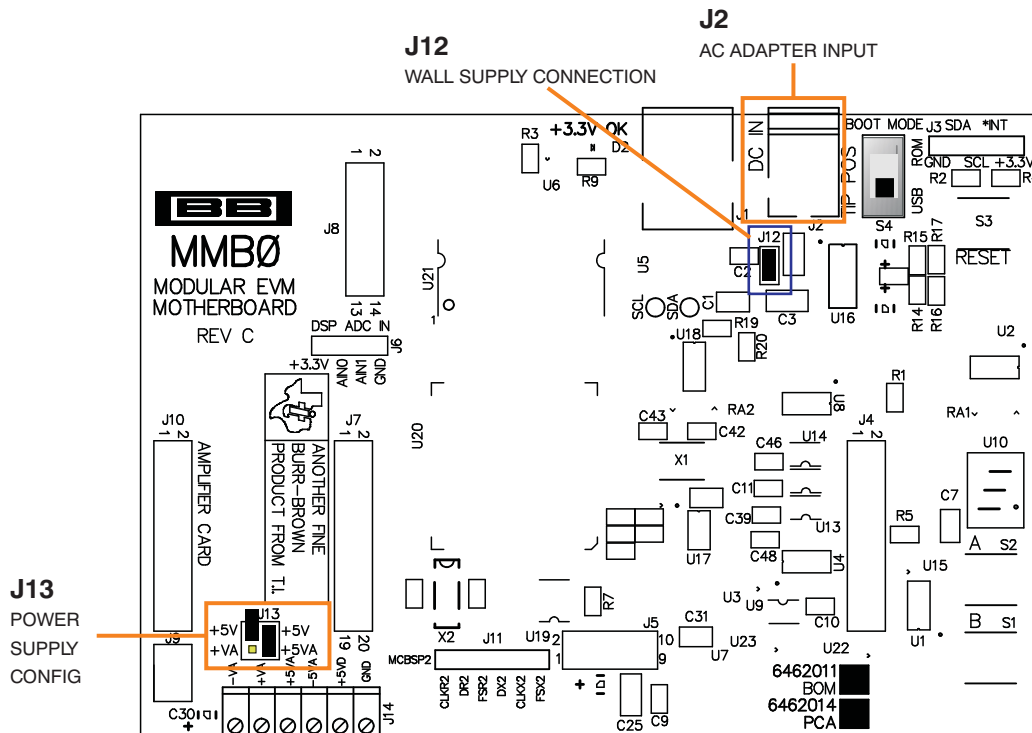 J2
AC ADAPTER INPUT
J12
WALL SUPPLY CONNECTION
R3
+3.3V OK
D2
U6
R9
DC IN
TIP POS
J1
BOOT MODE
ROM
USB
S4
J3
SDA *INT
GND SCL +3.3V
R2
S3
RESET
1 2
J8
13 14
BB
MMBØ
MODULAR EVM
MOTHERBOARD
REV C
DSP ADC IN
J6
+3.3V
AIN0
AIN1
GND
U21
1
U5
J12
J2
C2
C1
C3
SCL
SDA
R19
R20
U18
U16
R15
R17
R14
R16
U2
J10
1 2
AMPLIFIER CARD
ANOTHER FINE
BURR-BROWN
PRODUCT FROM T.I.
J7
1 2
19 20
U20
C43
RA2
C42
X1
U8
R1
RA1
J4
1 2
U10
C46
U14
C11
C39
U13
C48
U4
R5
C7
A
S2
U15
B
S1
U1
U17
U3
U9
C10
U22
J13
POWER
SUPPLY
CONFIG
J13
+5V
+5V
+VA
+5VA
J9
-VA
+VA
+5VA
-5VA
+5VD
GND
J14
C30
X2
J11
MCBSP2
CLKR2
DR2
FSR2
DX2
CLKX2
FSX2
U19
R7
J5
2 10
1 9
C31
U7
U23
C25
C9
6462011
BOM
6462014
PCA